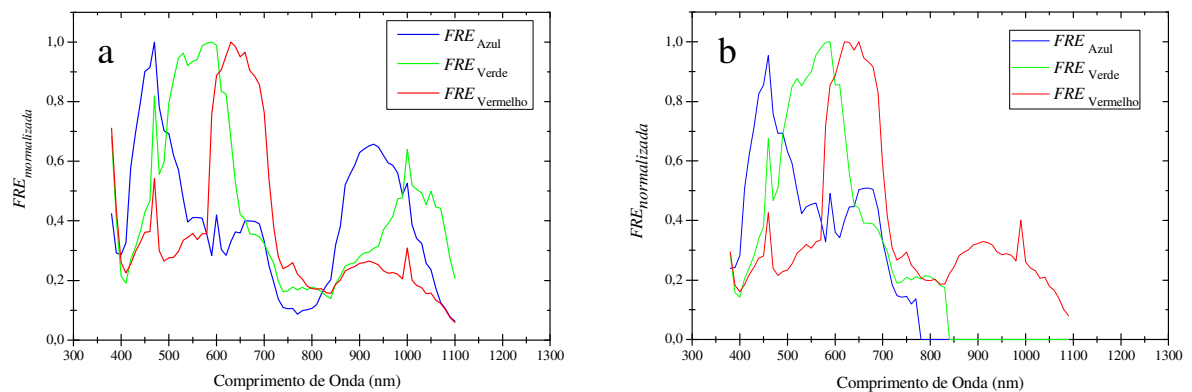 a
FRE Azul
FRE Verde
FRE Vermelho
1,0
0,8
0,6
0,4
0,2
0,0
FRE normalizada
300 400 500 600 700 800 900 1000 1100 1200 1300
Comprimento de Onda (nm)
b
FRE Azul
FRE Verde
FRE Vermelho
1,0
0,8
0,6
0,4
0,2
0,0
FRE normalizada
300 400 500 600 700 800 900 1000 1100 1200 1300
Comprimento de Onda (nm)